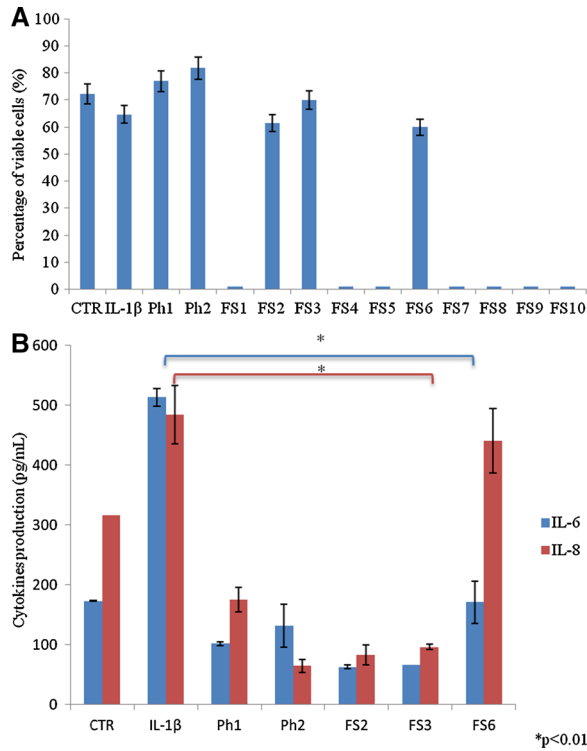 A
Percentage of viable cells (%)
100
90
80
70
60
50
40
30
20
10
0
CTR IL-1β Ph1 Ph2 FS1 FS2 FS3 FS4 FS5 FS6 FS7 FS8 FS9 FS10
B
Cytokines production (pg/mL)
600
500
400
300
200
100
0
*
*
CTR IL-1β Ph1 Ph2 FS2 FS3 FS6
IL-6
IL-8
*p<0.01